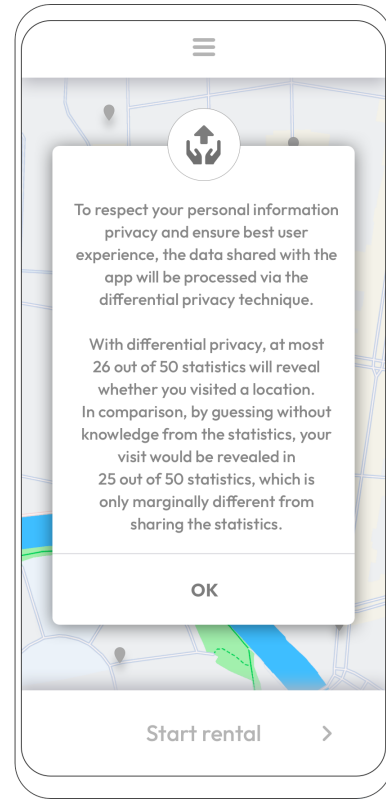 To respect your personal information
privacy and ensure best user
experience, the data shared with the
app will be processed via the
differential privacy technique.
With differential privacy, at most
26 out of 50 statistics will reveal
whether you visited a location.
In comparison, by guessing without
knowledge from the statistics, your
visit would be revealed in
25 out of 50 statistics, which is
only marginally different from
sharing the statistics.
OK
Start rental